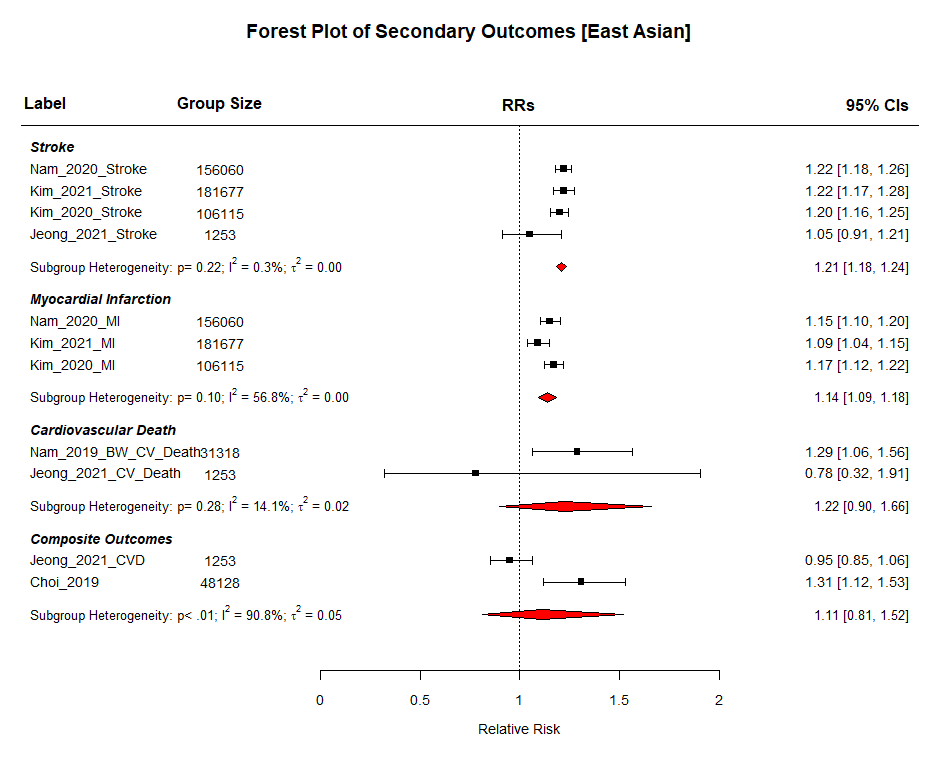 Forest Plot of Secondary Outcomes [East Asian]
Label Group Size RRs 95% CIs
Stroke
Nam_2020_Stroke 156060 1.22 [1.18, 1.26]
Kim_2021_Stroke 181677 1.22 [1.17, 1.28]
Kim_2020_Stroke 106115 1.20 [1.16, 1.25]
Jeong_2021_Stroke 1253 1.05 [0.91, 1.21]
Subgroup Heterogeneity: p= 0.22; I² = 0.3%; τ² = 0.00 1.21 [1.18, 1.24]
Myocardial Infarction
Nam_2020_MI 156060 1.15 [1.10, 1.20]
Kim_2021_MI 181677 1.09 [1.04, 1.15]
Kim_2020_MI 106115 1.17 [1.12, 1.22]
Subgroup Heterogeneity: p= 0.10; I² = 56.8%; τ² = 0.00 1.14 [1.09, 1.18]
Cardiovascular Death
Nam_2019_BW_CV_Death 31318 1.29 [1.06, 1.56]
Jeong_2021_CV_Death 1253 0.78 [0.32, 1.91]
Subgroup Heterogeneity: p= 0.28; I² = 14.1%; τ² = 0.02 1.22 [0.90, 1.66]
Composite Outcomes
Jeong_2021_CVD 1253 0.95 [0.85, 1.06]
Choi_2019 48128 1.31 [1.12, 1.53]
Subgroup Heterogeneity: p< .01; I² = 90.8%; τ² = 0.05 1.11 [0.81, 1.52]
0 0.5 1 1.5 2
Relative Risk